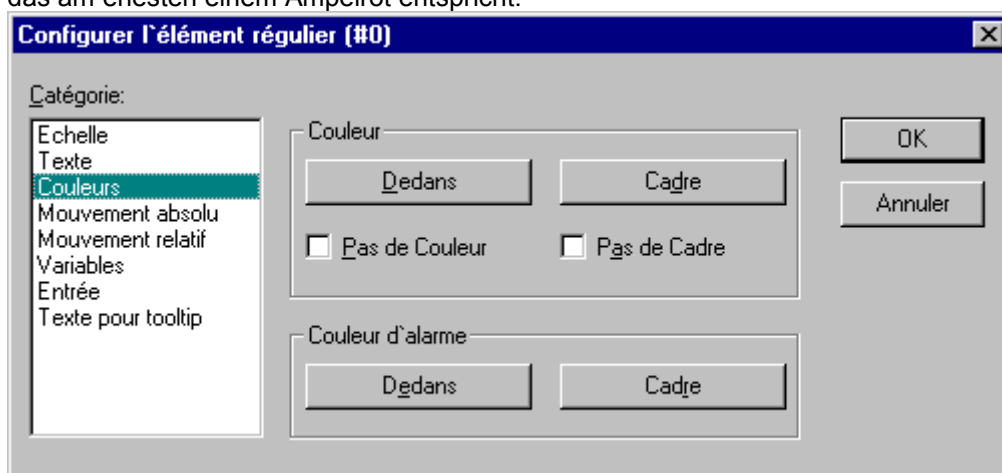 das am ehesten einem Ampelrot entspricht.
Configurer l`élément régulier (#0)
Catégorie:
Echelle
Texte
Couleurs
Mouvement absolu
Mouvement relatif
Variables
Entrée
Texte pour tooltip
Couleur
Dedans
Cadre
Pas de Couleur
Pas de Cadre
Couleur d`alarme
Dedans
Cadre
OK
Annuler